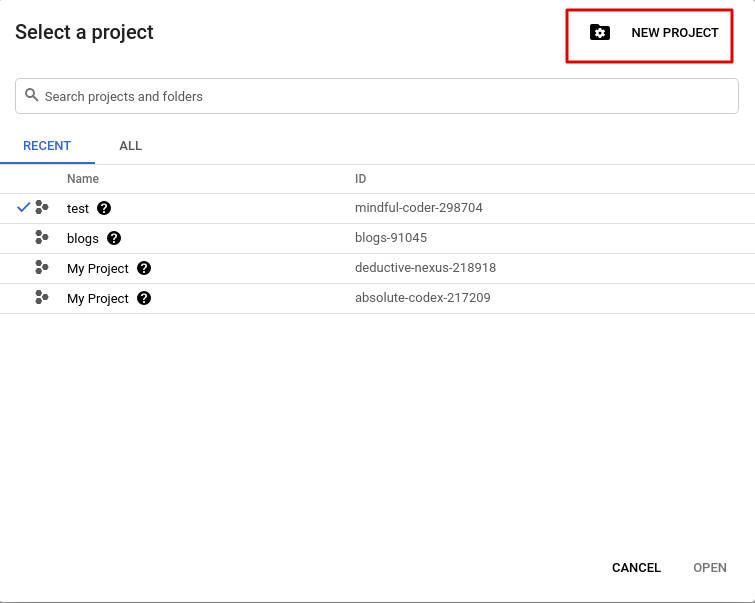 Select a project
NEW PROJECT
Search projects and folders
RECENT ALL
Name ID
test mindful-coder-298704
blogs blogs-91045
My Project deductive-nexus-218918
My Project absolute-codex-217209
CANCEL OPEN